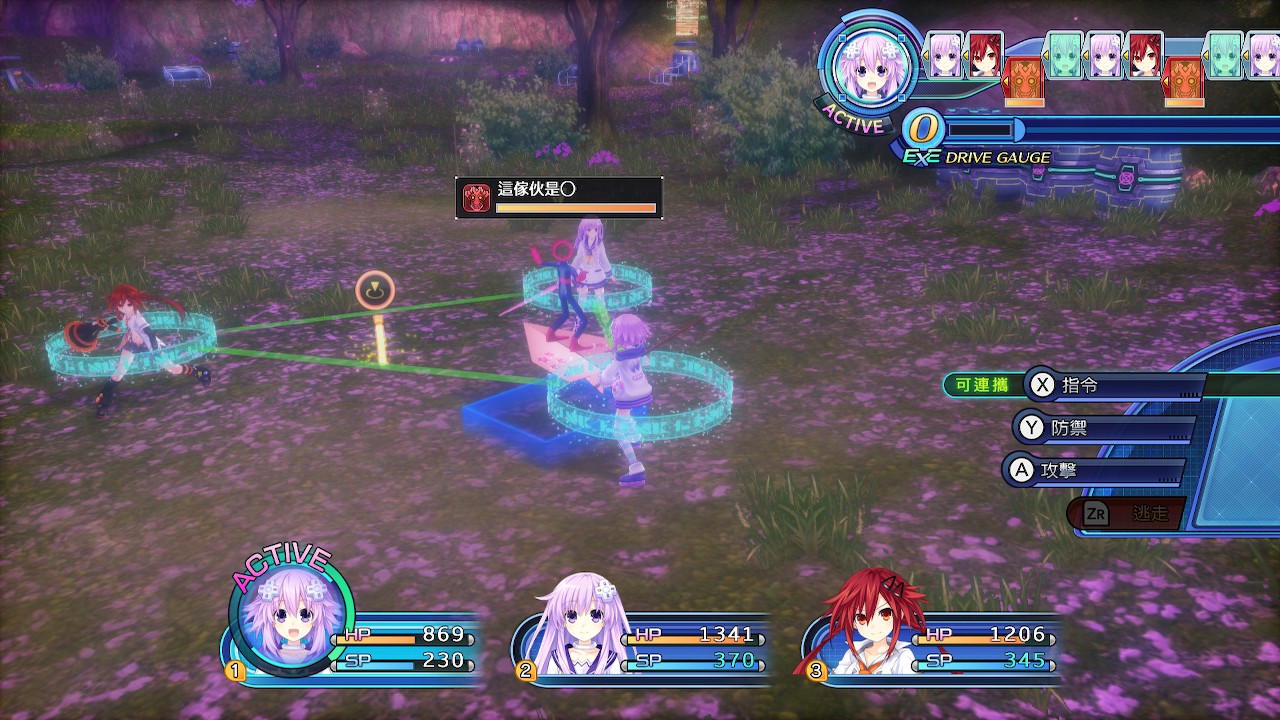 ACTIVE
0
EXE DRIVE GAUGE
這傢伙是〇
可連攜 X 指令
Y 防禦
A 攻擊
ZR 逃走
ACTIVE
1 HP 869
SP 230
2 HP 1341
SP 370
3 HP 1206
SP 345